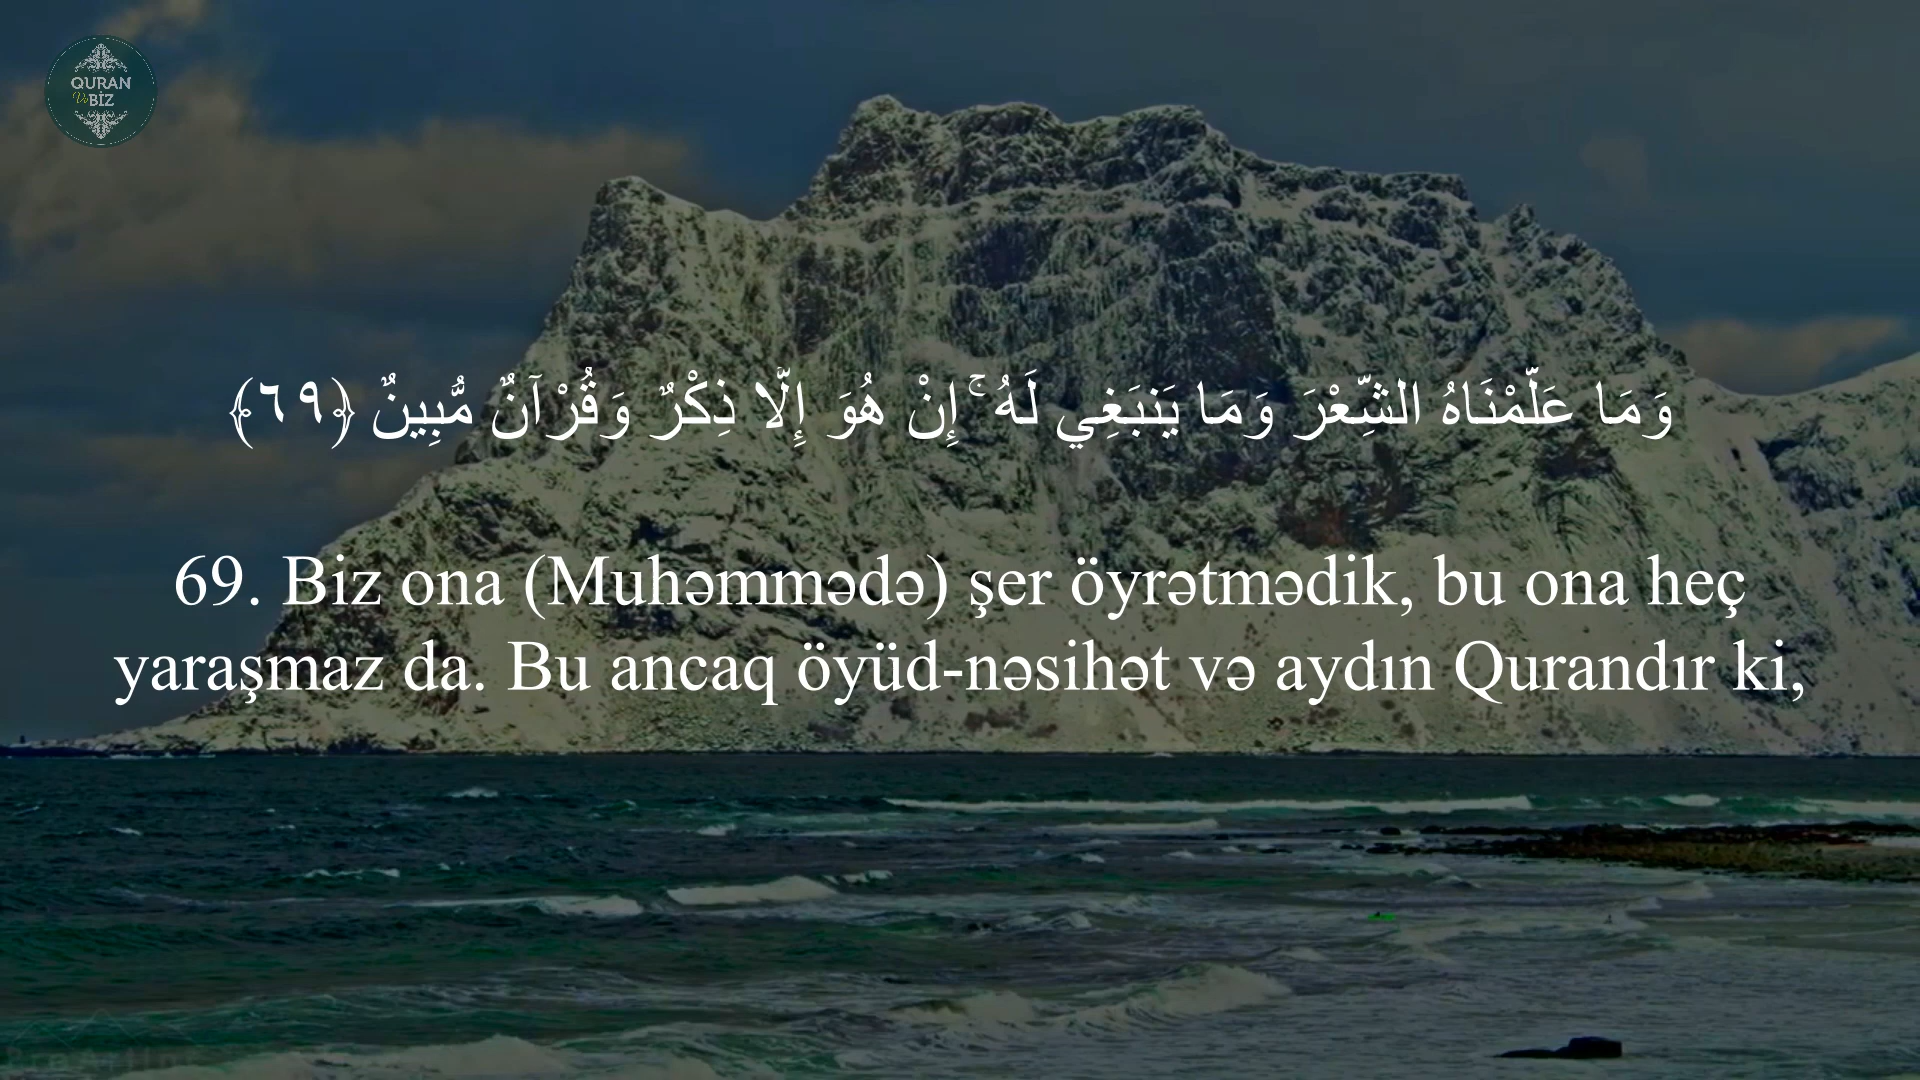 QURAN
Və BİZ
وَمَا عَلَّمْنَاهُ الشِّعْرَ وَمَا يَنبَغِي لَهُ ۚ إِنْ هُوَ إِلَّا ذِكْرٌ وَقُرْآنٌ مُّبِينٌ ﴿٦٩﴾
69. Biz ona (Muhəmmədə) şer öyrətmədik, bu ona heç
yaraşmaz da. Bu ancaq öyüd-nəsihət və aydın Qurandır ki,